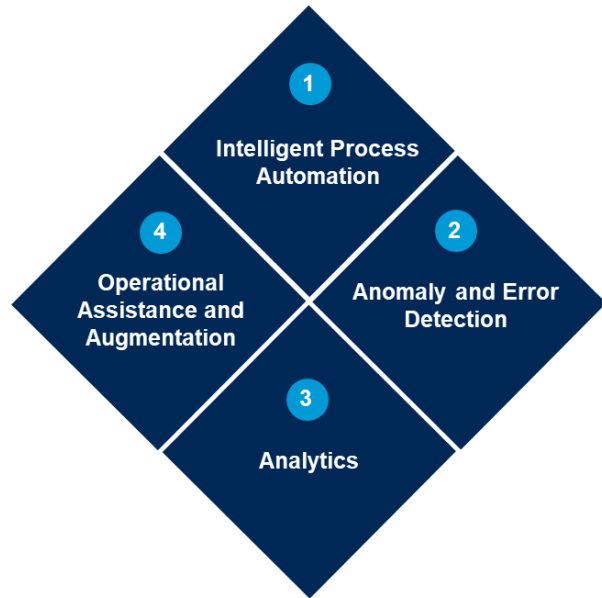 1
Intelligent Process
Automation
2
Anomaly and Error
Detection
3
Analytics
4
Operational
Assistance and
Augmentation